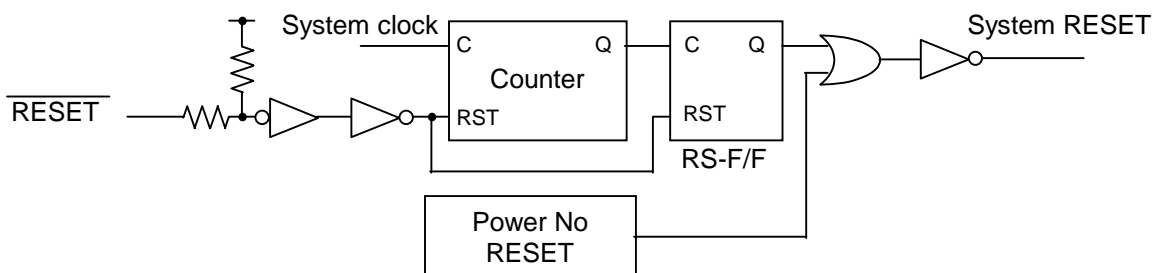 System clock
System RESET
C
Q
C
Q
Counter
RESET
RST
RST
RS-F/F
Power No
RESET